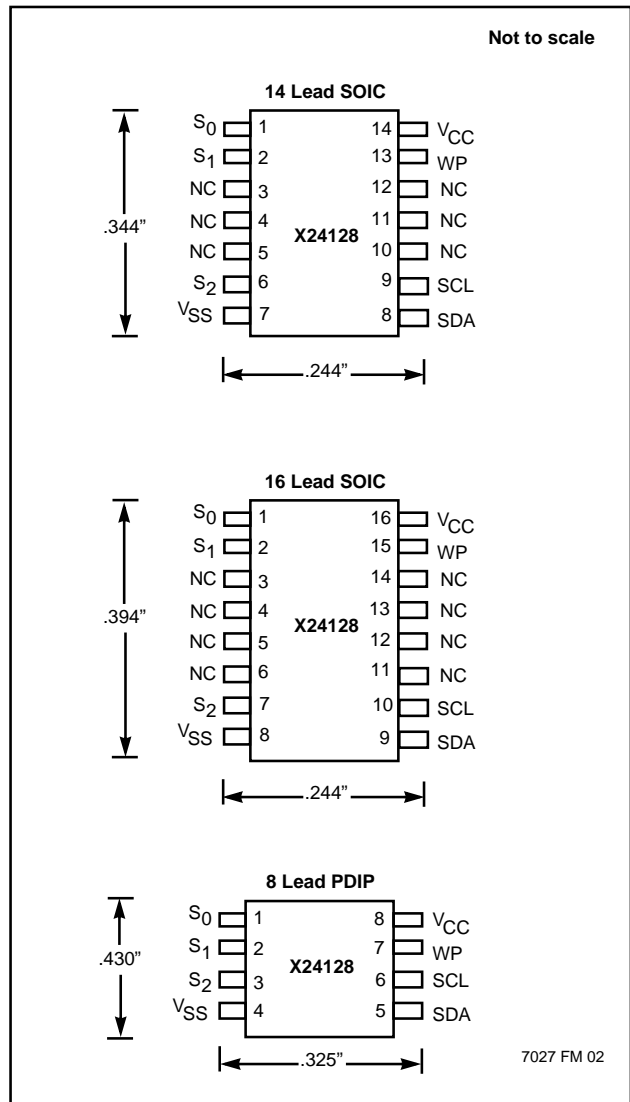 Not to scale
14 Lead SOIC
S0 1 14 VCC
S1 2 13 WP
NC 3 12 NC
NC 4 11 NC
.344” X24128
NC 5 10 NC
S2 6 9 SCL
VSS 7 8 SDA
.244”
16 Lead SOIC
S0 1 16 VCC
S1 2 15 WP
NC 3 14 NC
NC 4 13 NC
.394” X24128
NC 5 12 NC
NC 6 11 NC
S2 7 10 SCL
VSS 8 9 SDA
.244”
8 Lead PDIP
S0 1 8 VCC
S1 2 7 WP
.430” X24128
S2 3 6 SCL
VSS 4 5 SDA
.325”
7027 FM 02